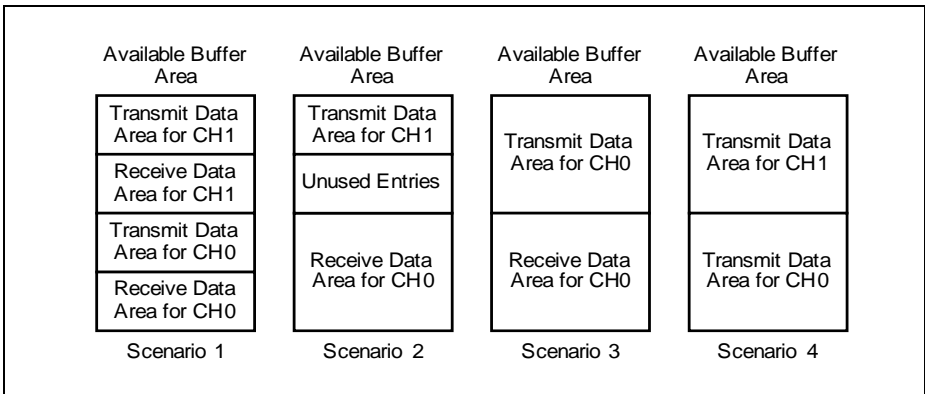 Available Buffer
Area
Transmit Data
Area for CH1
Receive Data
Area for CH1
Transmit Data
Area for CH0
Receive Data
Area for CH0
Scenario 1
Available Buffer
Area
Transmit Data
Area for CH1
Unused Entries
Receive Data
Area for CH0
Scenario 2
Available Buffer
Area
Transmit Data
Area for CH0
Receive Data
Area for CH0
Scenario 3
Available Buffer
Area
Transmit Data
Area for CH1
Transmit Data
Area for CH0
Scenario 4